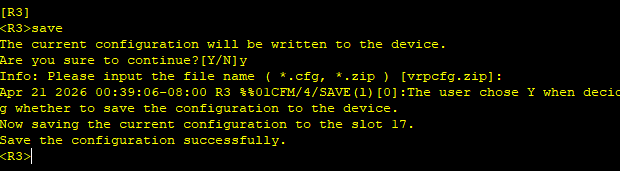 [R3]
<R3>save
The current configuration will be written to the device.
Are you sure to continue?[Y/N]y
Info: Please input the file name ( *.cfg, *.zip ) [vrpcfg.zip]:
Apr 21 2026 00:39:06-08:00 R3 %%01CFM/4/SAVE(l)[0]:The user chose Y when decid
g whether to save the configuration to the device.
Now saving the current configuration to the slot 17.
Save the configuration successfully.
<R3>